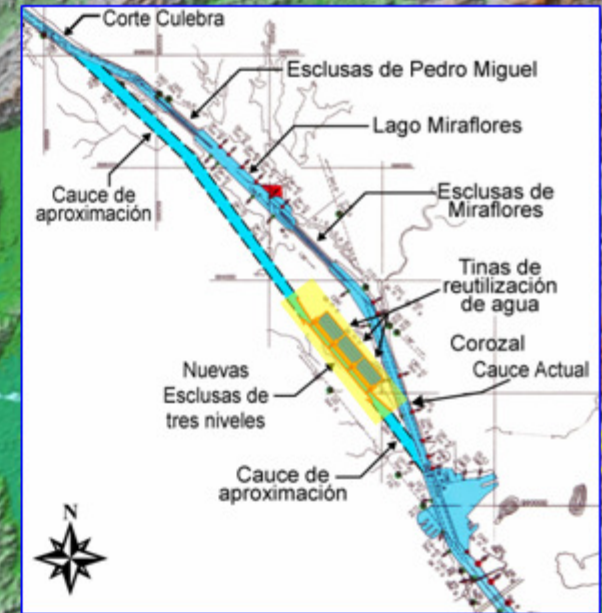 Corte Culebra
Esclusas de Pedro Miguel
Lago Miraflores
Cauce de
aproximación
Esclusas de
Miraflores
Tinas de
reutilización
de agua
Corozal
Cauce Actual
Nuevas
Esclusas de
tres niveles
Cauce de
aproximación
N